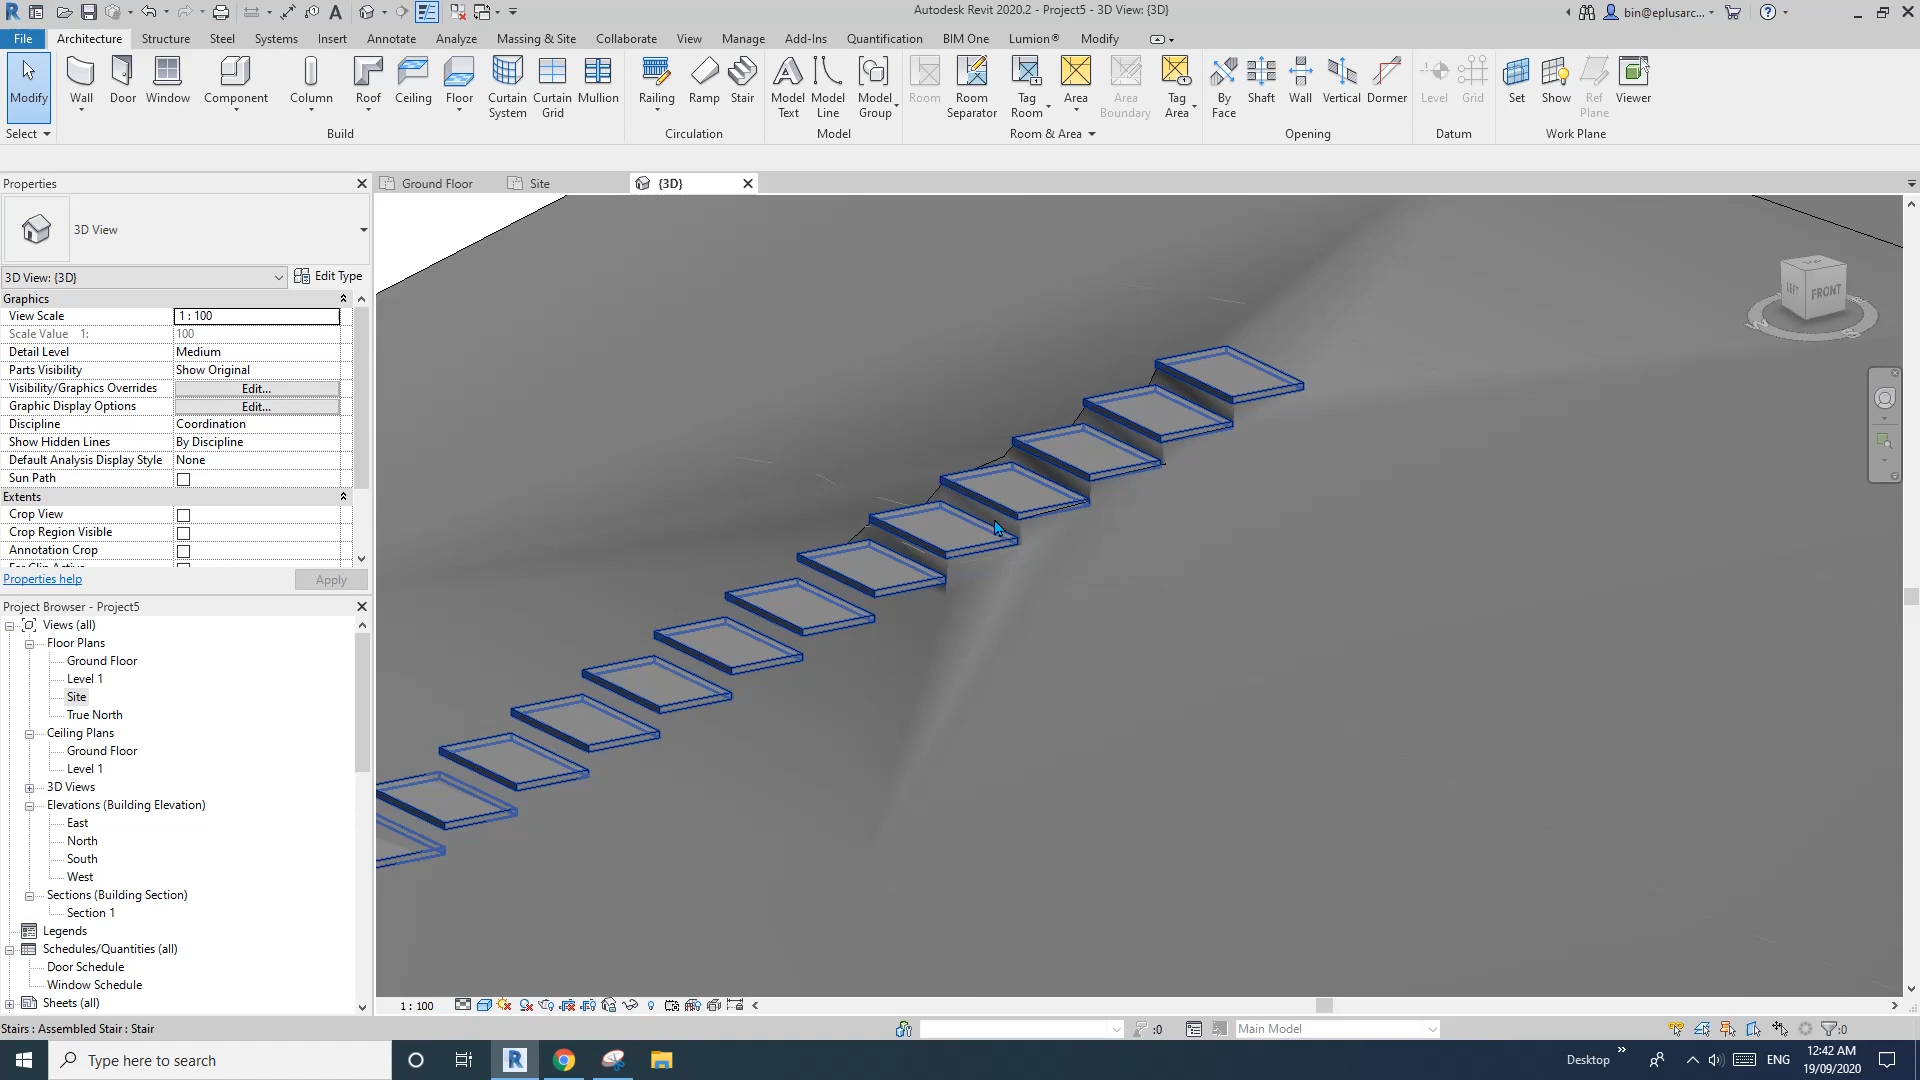 Autodesk Revit 2020.2 - Project5 - 3D View: {3D}
bin@eplusarc...
File Architecture Structure Steel Systems Insert Annotate Analyze Massing & Site Collaborate View Manage Add-Ins Quantification BIM One Lumion® Modify
Modify Wall Door Window Component Column Roof Ceiling Floor Curtain System Curtain Grid Mullion Railing Ramp Stair Model Text Model Line Model Group Room Room Separator Tag Room Area Area Boundary Tag Area By Face Shaft Wall Vertical Dormer Level Grid Set Show Ref Plane Viewer
Select Build Circulation Model Room & Area Opening Datum Work Plane
Properties
Ground Floor Site {3D}
3D View
3D View: {3D} Edit Type
Graphics
View Scale 1 : 100
Scale Value 1: 100
Detail Level Medium
Parts Visibility Show Original
Visibility/Graphics Overrides Edit...
Graphic Display Options Edit...
Discipline Coordination
Show Hidden Lines By Discipline
Default Analysis Display Style None
Sun Path
Extents
Crop View
Crop Region Visible
Annotation Crop
Properties help Apply
TOP
LEFT FRONT
W S
Project Browser - Project5
Views (all)
Floor Plans
Ground Floor
Level 1
Site
True North
Ceiling Plans
Ground Floor
Level 1
3D Views
Elevations (Building Elevation)
East
North
South
West
Sections (Building Section)
Section 1
Legends
Schedules/Quantities (all)
Door Schedule
Window Schedule
Sheets (all)
1 : 100
Stairs : Assembled Stair : Stair
:0 Main Model :0
Type here to search
Desktop ENG 12:42 AM
19/09/2020